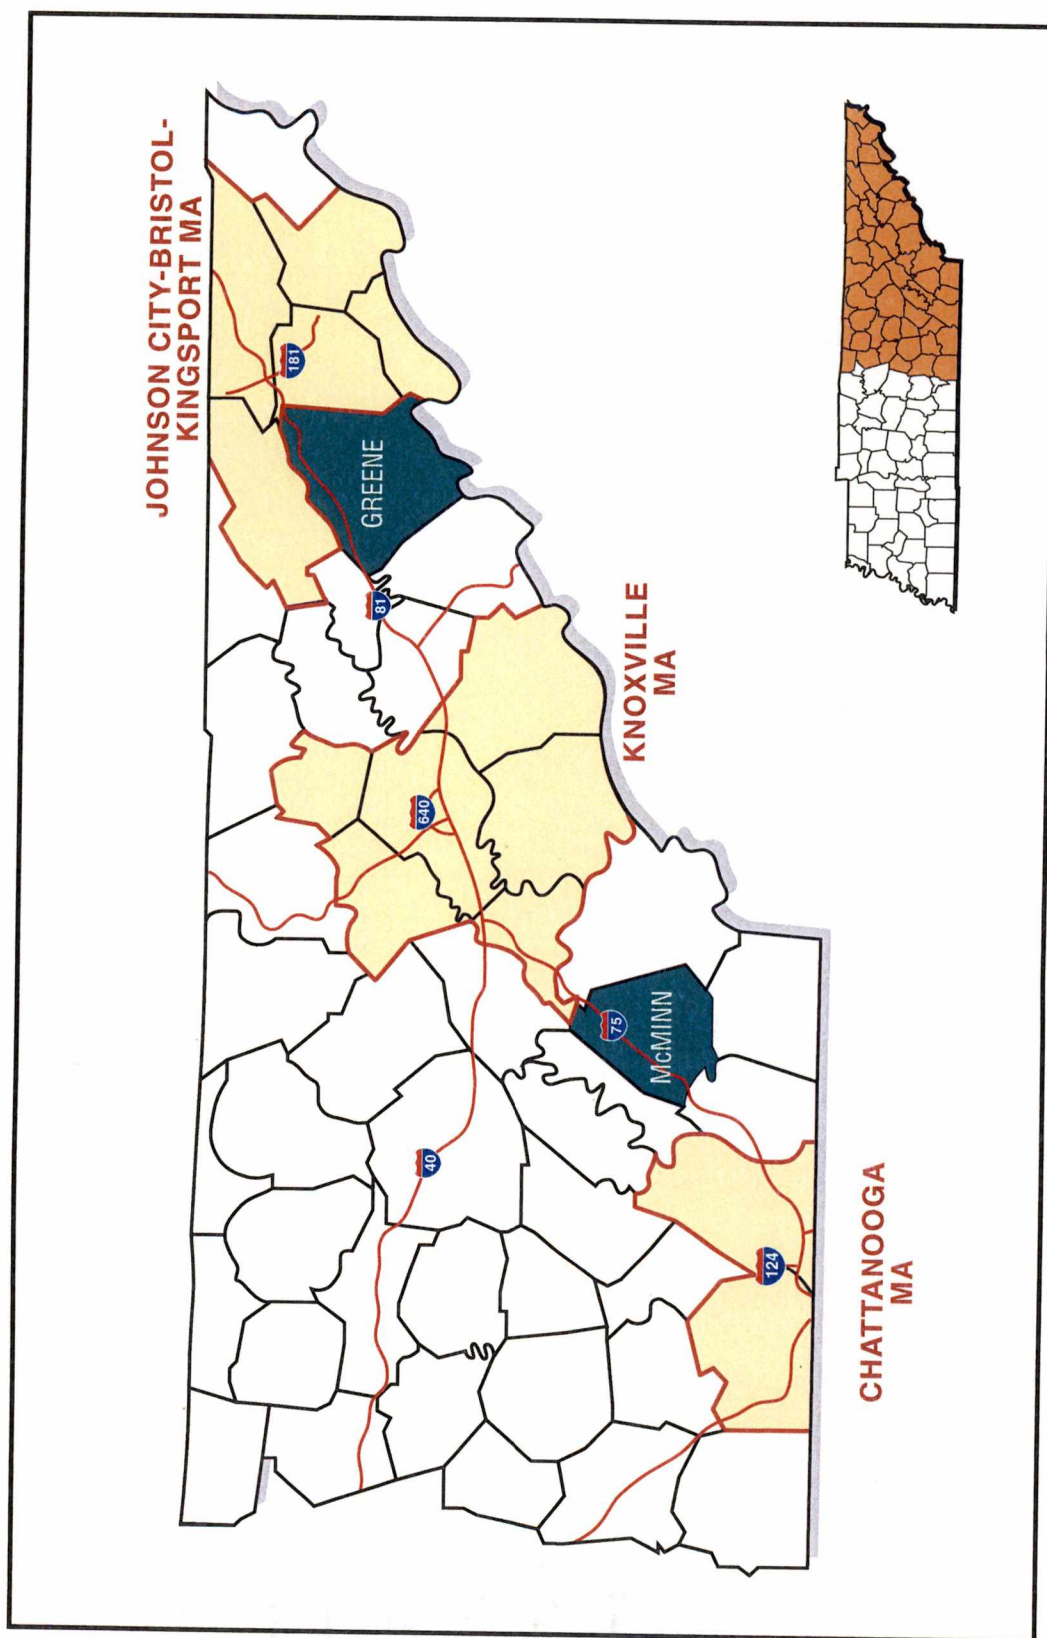 JOHNSON CITY-BRISTOL-
KINGSPORT MA
181
GREENE
81
KNOXVILLE
MA
640
75
McMINN
40
124
CHATTANOOGA
MA